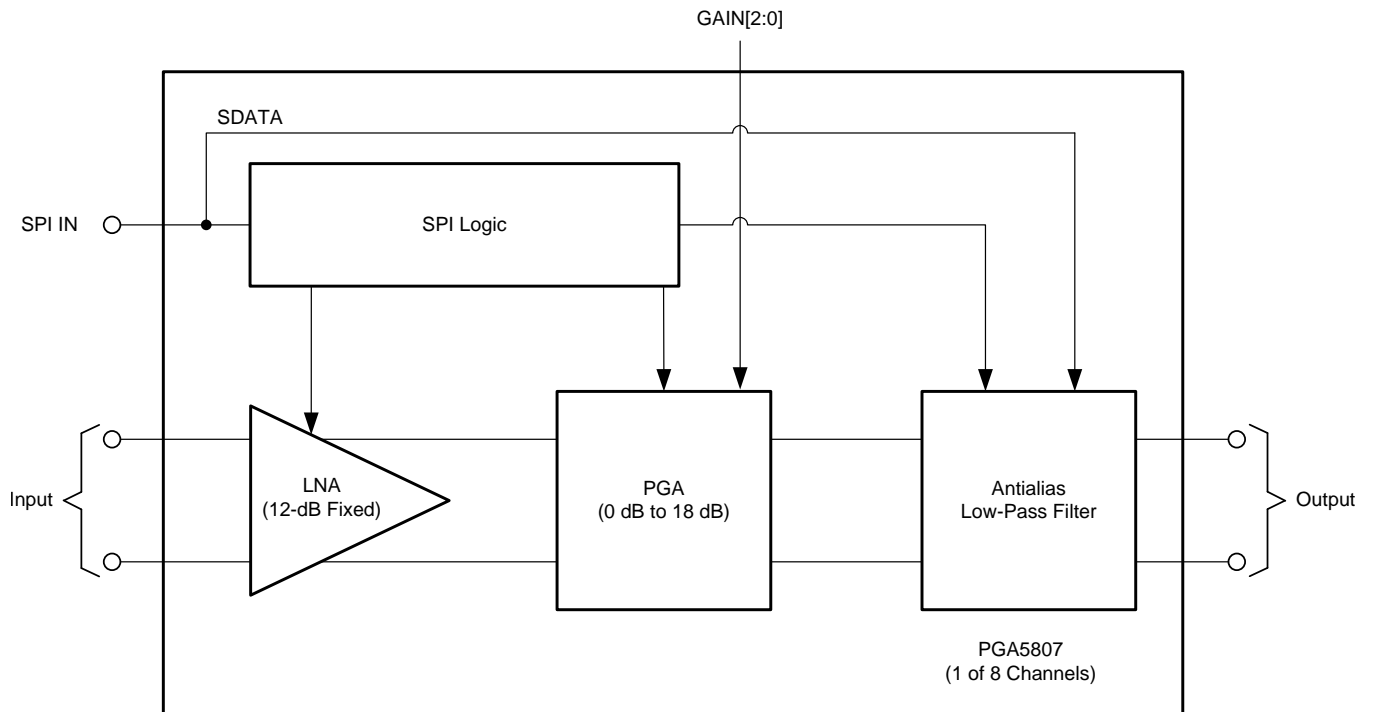 GAIN[2:0]
SDATA
SPI IN
SPI Logic
LNA
(12-dB Fixed)
PGA
(0 dB to 18 dB)
Antialias
Low-Pass Filter
Input
Output
PGA5807
(1 of 8 Channels)